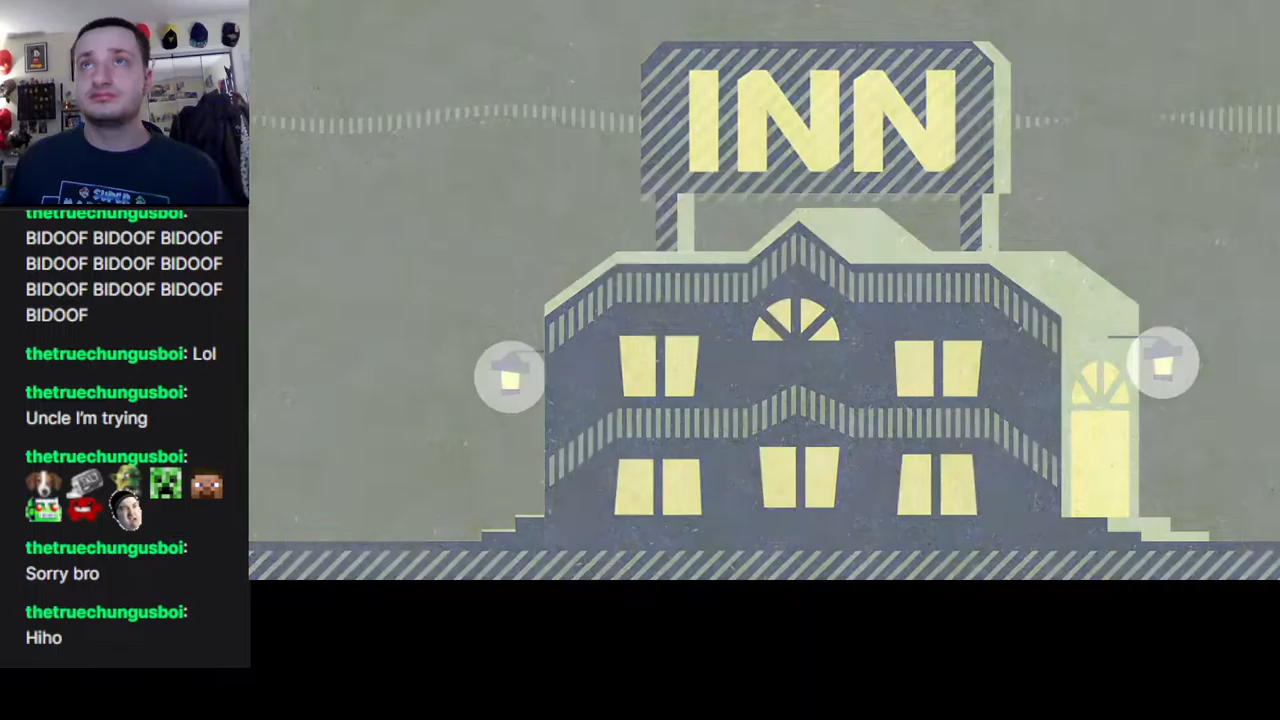 INN
thetruechungusboi:
BIDOOF BIDOOF BIDOOF
BIDOOF BIDOOF BIDOOF
BIDOOF BIDOOF BIDOOF
BIDOOF
thetruechungusboi: Lol
thetruechungusboi:
Uncle I'm trying
thetruechungusboi:
thetruechungusboi:
Sorry bro
thetruechungusboi:
Hiho
SUPER